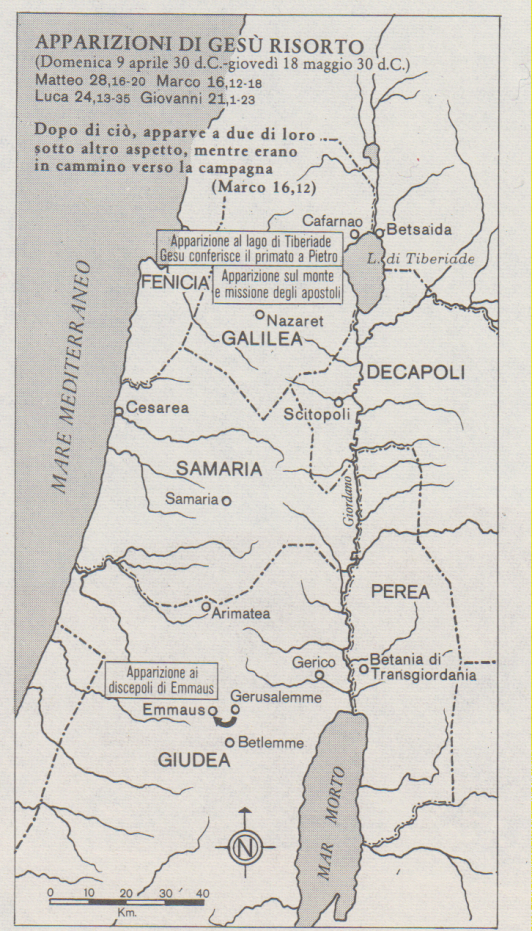 APPARIZIONI DI GESÙ RISORTO
(Domenica 9 aprile 30 d.C.-giovedì 18 maggio 30 d.C.)
Matteo 28,16-20 Marco 16,12-18
Luca 24,13-35 Giovanni 21,1-23
Dopo di ciò, apparve a due di loro
sotto altro aspetto, mentre erano
in cammino verso la campagna
(Marco 16,12)
Cafarnao
Betsaida
Apparizione al lago di Tiberiade
Gesu conferisce il primato a Pietro
L. di Tiberiade
FENICIA
Apparizione sul monte
e missione degli apostoli
Nazaret
GALILEA
MARE MEDITERRANEO
DECAPOLI
Cesarea
Scitopoli
SAMARIA
Samaria
Giordano
PEREA
Arimatea
Gerico
Betania di
Transgiordania
Apparizione ai
discepoli di Emmaus
Emmaus
Gerusalemme
Betlemme
GIUDEA
MAR MORTO
N
0 10 20 30 40
Km.